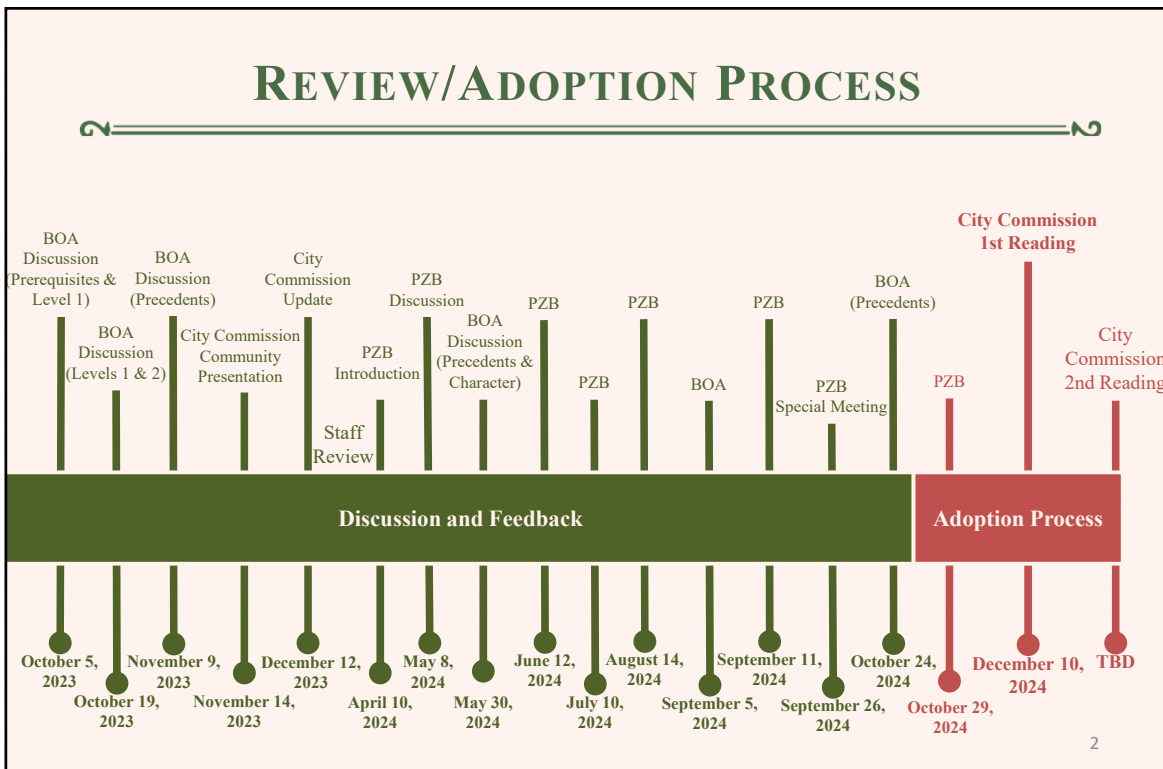 REVIEW/ADOPTION PROCESS
BOA
Discussion
(Prerequisites &
Level 1)
BOA
Discussion
(Levels 1 & 2)
BOA
Discussion
(Precedents)
City Commission
Community
Presentation
City
Commission
Update
Staff
Review
PZB
Introduction
PZB
Discussion
BOA
Discussion
(Precedents &
Character)
PZB
PZB
PZB
BOA
PZB
PZB
Special Meeting
BOA
(Precedents)
PZB
City Commission
1st Reading
City
Commission
2nd Reading
Discussion and Feedback
Adoption Process
October 5,
2023
October 19,
2023
November 9,
2023
November 14,
2023
December 12,
2023
April 10,
2024
May 8,
2024
May 30,
2024
June 12,
2024
July 10,
2024
August 14,
2024
September 5,
2024
September 11,
2024
September 26,
2024
October 24,
2024
October 29,
2024
December 10,
2024
TBD
2